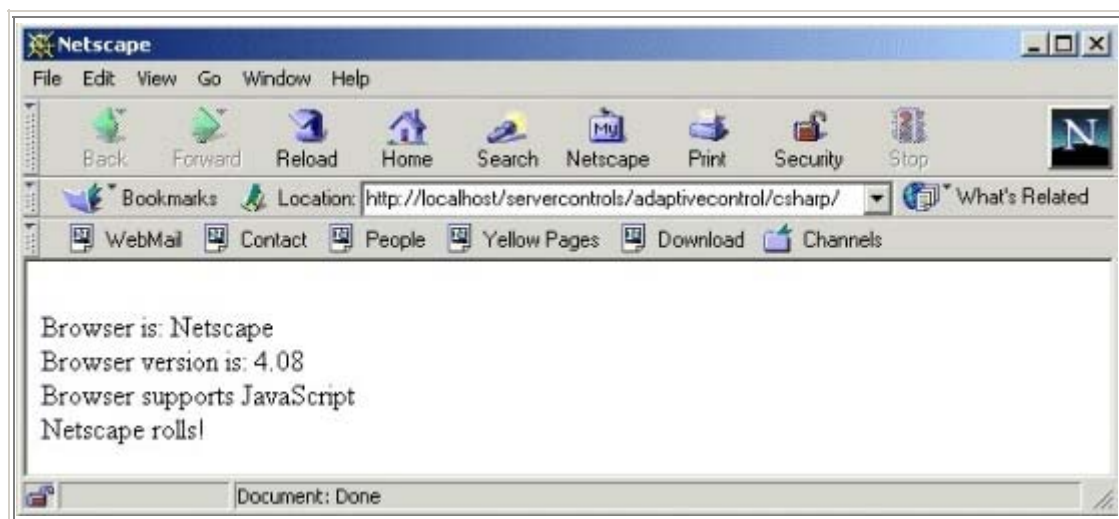 Netscape
File Edit View Go Window Help
Back Forward Reload Home Search Netscape Print Security Stop
My
N
Bookmarks Location: http://localhost/servercontrols/adaptivecontrol/csharp/ What's Related
WebMail Contact People Yellow Pages Download Channels
Browser is: Netscape
Browser version is: 4.08
Browser supports JavaScript
Netscape rolls!
Document: Done